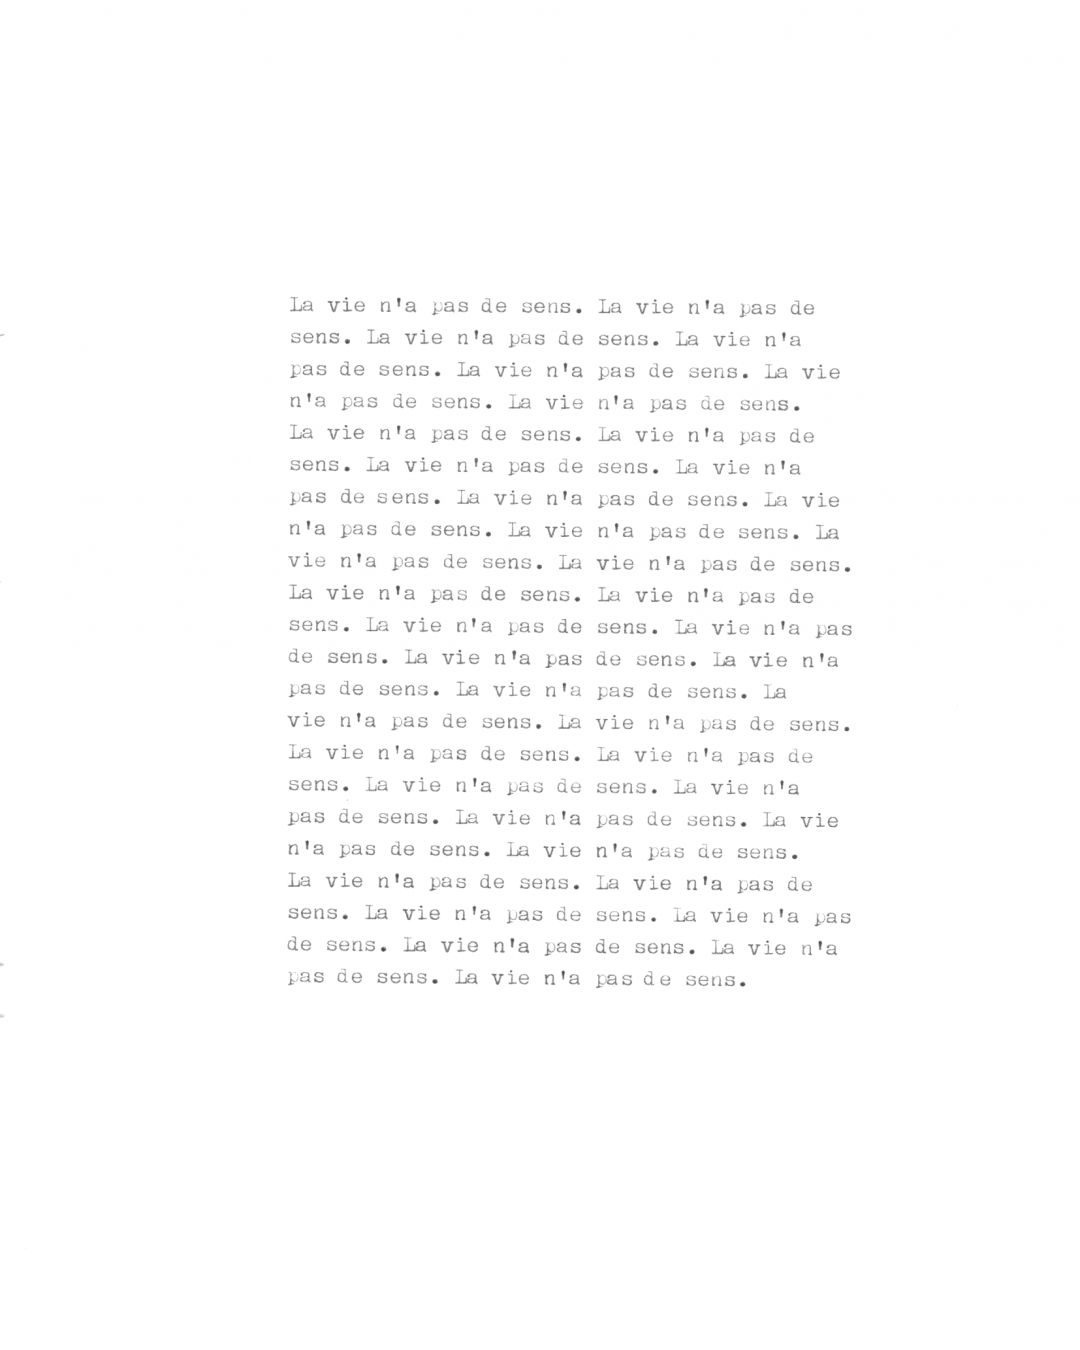 La vie n'a pas de sens. La vie n'a pas de
sens. La vie n'a pas de sens. La vie n'a
pas de sens. La vie n'a pas de sens. La vie
n'a pas de sens. La vie n'a pas de sens.
La vie n'a pas de sens. La vie n'a pas de
sens. La vie n'a pas de sens. La vie n'a
pas de sens. La vie n'a pas de sens. La vie
n'a pas de sens. La vie n'a pas de sens. La
vie n'a pas de sens. La vie n'a pas de sens.
La vie n'a pas de sens. La vie n'a pas de
sens. La vie n'a pas de sens. La vie n'a pas
de sens. La vie n'a pas de sens. La vie n'a
pas de sens. La vie n'a pas de sens. La
vie n'a pas de sens. La vie n'a pas de sens.
La vie n'a pas de sens. La vie n'a pas de
sens. La vie n'a pas de sens. La vie n'a
pas de sens. La vie n'a pas de sens. La vie
n'a pas de sens. La vie n'a pas de sens.
La vie n'a pas de sens. La vie n'a pas de
sens. La vie n'a pas de sens. La vie n'a pas
de sens. La vie n'a pas de sens. La vie n'a
pas de sens. La vie n'a pas de sens.